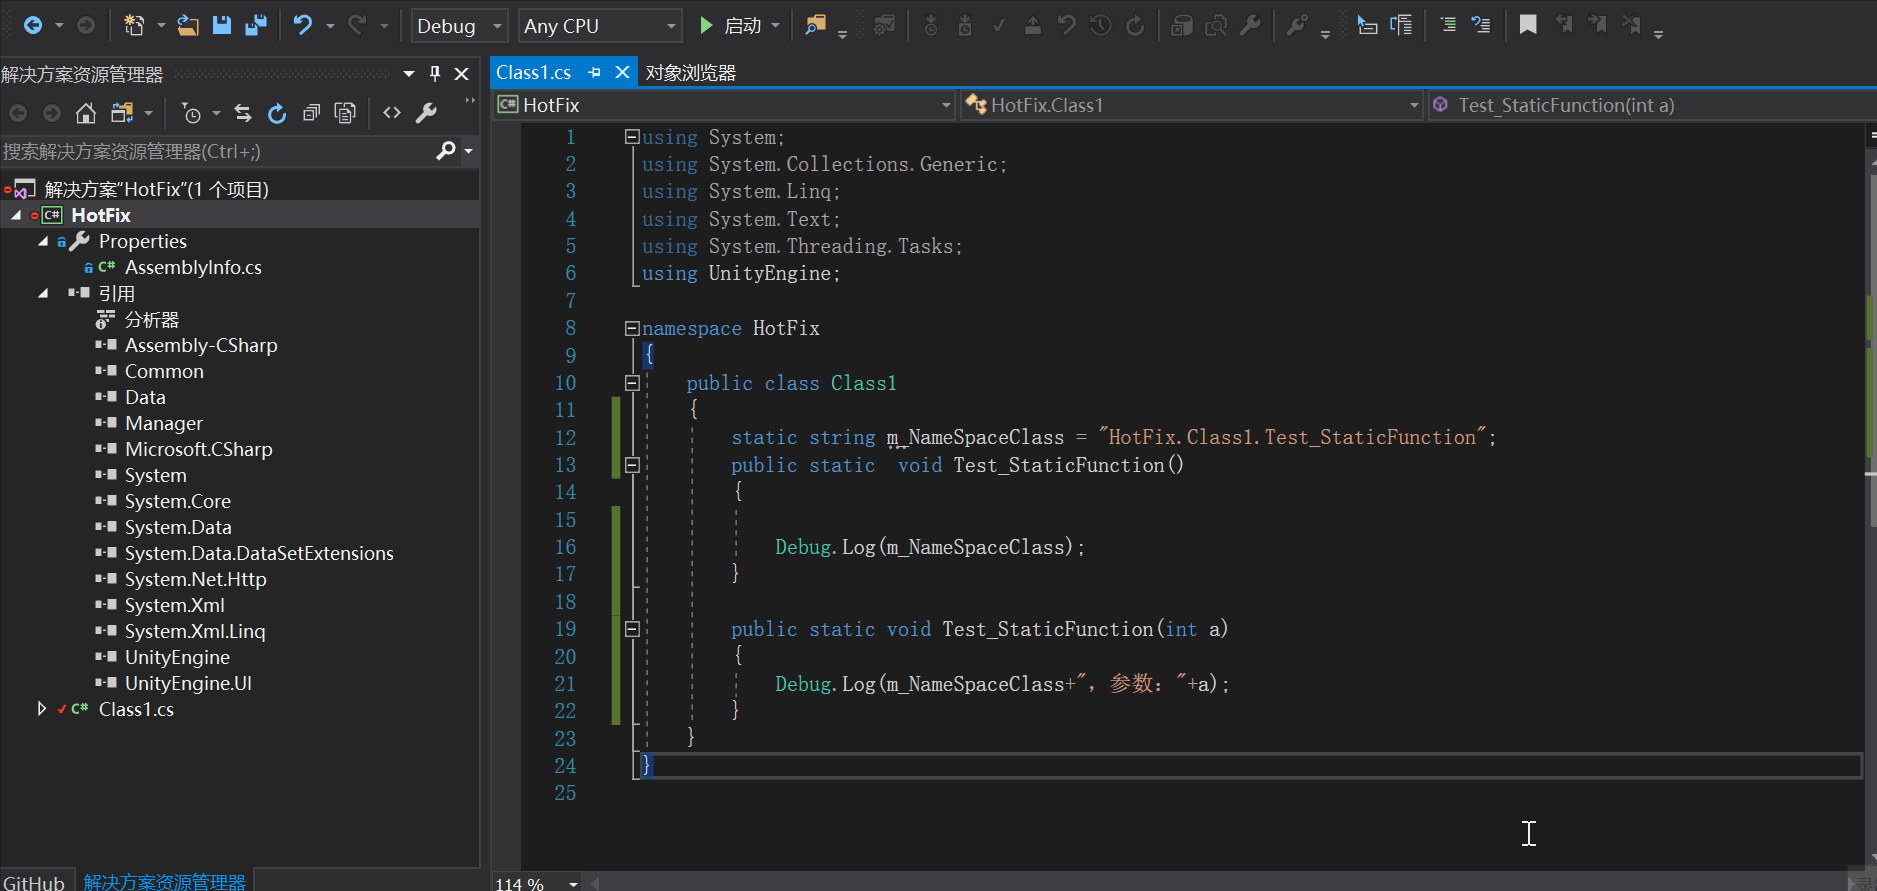 Debug
Any CPU
启动
解决方案资源管理器
搜索解决方案资源管理器(Ctrl+;)
解决方案"HotFix"(1 个项目)
C# HotFix
Properties
C# AssemblyInfo.cs
引用
分析器
Assembly-CSharp
Common
Data
Manager
Microsoft.CSharp
System
System.Core
System.Data
System.Data.DataSetExtensions
System.Net.Http
System.Xml
System.Xml.Linq
UnityEngine
UnityEngine.UI
C# Class1.cs
GitHub
解决方案资源管理器
Class1.cs
对象浏览器
C# HotFix
HotFix.Class1
Test_StaticFunction(int a)
1 using System;
2 using System.Collections.Generic;
3 using System.Linq;
4 using System.Text;
5 using System.Threading.Tasks;
6 using UnityEngine;
7
8 namespace HotFix
9 {
10 public class Class1
11 {
12 static string m_NameSpaceClass = "HotFix.Class1.Test_StaticFunction";
13 public static  void Test_StaticFunction()
14 {
15
16 Debug.Log(m_NameSpaceClass);
17 }
18
19 public static void Test_StaticFunction(int a)
20 {
21 Debug.Log(m_NameSpaceClass+", 参数: "+a);
22 }
23 }
24 }
25
114 %